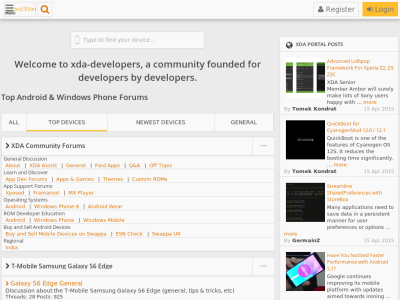 xda
Register
Login
Type to find your device...
Welcome to xda-developers, a community founded for
developers by developers.
Top Android & Windows Phone Forums
ALL
TOP DEVICES
NEWEST DEVICES
GENERAL
XDA Community Forums
General Discussion
About | XDA Assist | General | Paid Apps | Q&A | Off Topic
Learn and Discover
App Dev Forums | Apps & Games | Themes | Custom ROMs
App Support Forums
Xposed | Framaroot | MX Player
Operating Systems
Android | Windows Phone 8 | Android Wear
ROM Developer Education
Android | Windows Phone | Windows Mobile
Buy and Sell Android Devices
Buy and Sell Mobile Devices on Swappa | ESN Check | Swappa UK
Regional
India
T-Mobile Samsung Galaxy S6 Edge
Galaxy S6 Edge General
Discussion about the T-Mobile Samsung Galaxy S6 Edge (general, tips & tricks, etc)
Threads: 28 Posts: 925
XDA PORTAL POSTS
Advanced Lollipop
Framework For Xperia Z2, Z3,
Z3C
XDA Senior
Member Ambor will surely
make lots of Sony users
happy with ... more
By Tomek Kondrat
15 Apr 2015
QuickBoot for
CyanogenMod 12.0 / 12.1
QuickBoot is one of the
features of Cyanogen OS
12S. It reduces the
booting time significantly.
... more
By Tomek Kondrat
15 Apr 2015
Streamline
SharedPreferences with
StoreBox
Many applications need
to save data in a
persistent manner for
user preferences or
options ... more
By GermainZ
15 Apr 2015
Have You Noticed Faster
Performance with Android
5.1?
Google continues
improving its mobile
platform with updates
aimed towards ironing